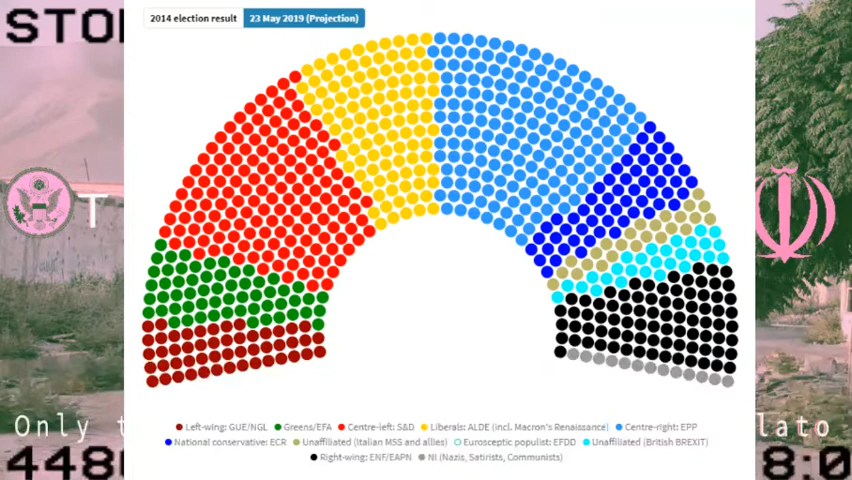 STO
2014 election result 23 May 2019 (Projection)
T
Only t
lato
Left-wing: GUE/NGL Greens/EFA Centre-left: S&D Liberals: ALDE (incl. Macron's Renaissance) Centre-right: EPP
National conservative: ECR Unaffiliated (Italian M5S and allies) Eurosceptic populist: EFDD Unaffiliated (British BREXIT)
Right-wing: ENF/EAPN NI (Nazis, Satirists, Communists)
448
8:0